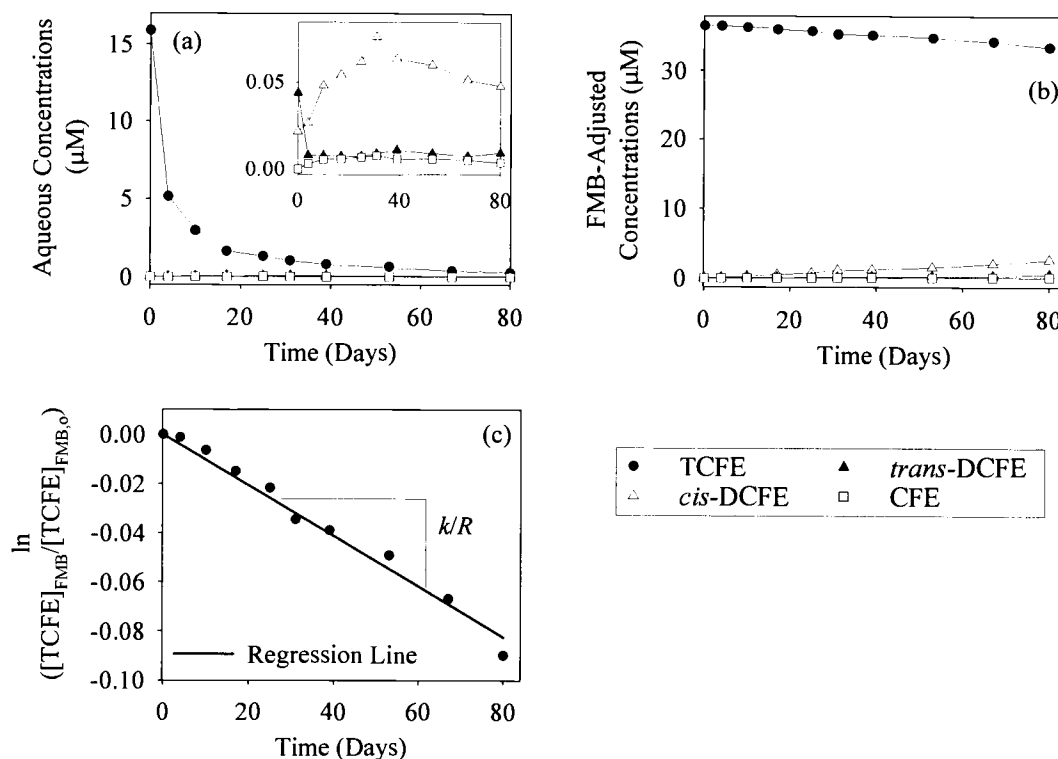 (a)
Aqueous Concentrations
(μM)
15
10
5
0
0.05
0.00
0 40 80
0 20 40 60 80
Time (Days)
(b)
FMB-Adjusted
Concentrations (μM)
30
20
10
0
0 20 40 60 80
Time (Days)
(c)
ln
([TCFE]FMB/[TCFE]FMB,o)
0.00
-0.02
-0.04
-0.06
-0.08
-0.10
k/R
Regression Line
0 20 40 60 80
Time (Days)
TCFE trans-DCFE
cis-DCFE CFE